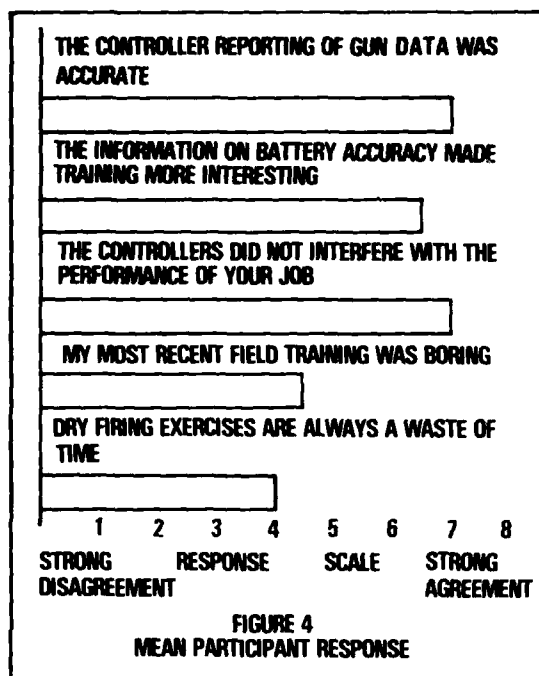 THE CONTROLLER REPORTING OF GUN DATA WAS
ACCURATE
THE INFORMATION ON BATTERY ACCURACY MADE
TRAINING MORE INTERESTING
THE CONTROLLERS DID NOT INTERFERE WITH THE
PERFORMANCE OF YOUR JOB
MY MOST RECENT FIELD TRAINING WAS BORING
DRY FIRING EXERCISES ARE ALWAYS A WASTE OF
TIME
1 2 3 4 5 6 7 8
STRONG RESPONSE SCALE STRONG
DISAGREEMENT AGREEMENT
FIGURE 4
MEAN PARTICIPANT RESPONSE